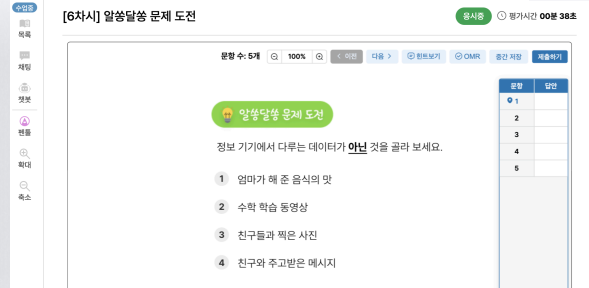 수업중
[6차시] 알쏭달쏭 문제 도전
응시중 평가시간 00분 38초
목록
채팅
챗봇
펜툴
확대
축소
문항 수: 5개 100% < 이전 다음 > 힌트보기 OMR 중간 저장 제출하기
문항 답안
1
2
3
4
5
알쏭달쏭 문제 도전
정보 기기에서 다루는 데이터가 아닌 것을 골라 보세요.
1 엄마가 해 준 음식의 맛
2 수학 학습 동영상
3 친구들과 찍은 사진
4 친구와 주고받은 메시지